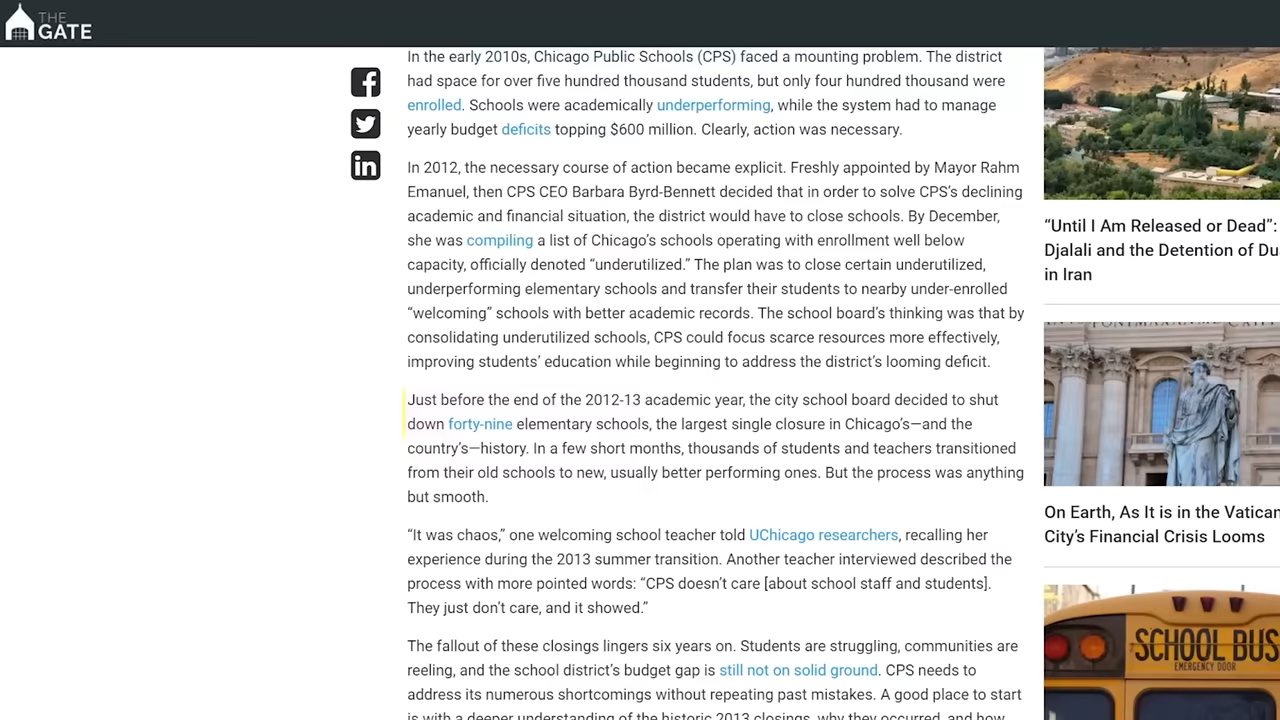 THE
GATE
In the early 2010s, Chicago Public Schools (CPS) faced a mounting problem. The district
had space for over five hundred thousand students, but only four hundred thousand were
enrolled. Schools were academically underperforming, while the system had to manage
yearly budget deficits topping $600 million. Clearly, action was necessary.
In 2012, the necessary course of action became explicit. Freshly appointed by Mayor Rahm
Emanuel, then CPS CEO Barbara Byrd-Bennett decided that in order to solve CPS’s declining
academic and financial situation, the district would have to close schools. By December,
she was compiling a list of Chicago’s schools operating with enrollment well below
capacity, officially denoted “underutilized.” The plan was to close certain underutilized,
underperforming elementary schools and transfer their students to nearby under-enrolled
“welcoming” schools with better academic records. The school board’s thinking was that by
consolidating underutilized schools, CPS could focus scarce resources more effectively,
improving students’ education while beginning to address the district’s looming deficit.
Just before the end of the 2012-13 academic year, the city school board decided to shut
down forty-nine elementary schools, the largest single closure in Chicago’s—and the
country’s—history. In a few short months, thousands of students and teachers transitioned
from their old schools to new, usually better performing ones. But the process was anything
but smooth.
“It was chaos,” one welcoming school teacher told UChicago researchers, recalling her
experience during the 2013 summer transition. Another teacher interviewed described the
process with more pointed words: “CPS doesn’t care [about school staff and students].
They just don’t care, and it showed.”
The fallout of these closings lingers six years on. Students are struggling, communities are
reeling, and the school district’s budget gap is still not on solid ground. CPS needs to
address its numerous shortcomings without repeating past mistakes. A good place to start
is with a deeper understanding of the historic 2013 closings, why they occurred, and how
“Until I Am Released or Dead”:
Djalali and the Detention of Du
in Iran
On Earth, As It is in the Vatican
City’s Financial Crisis Looms
SCHOOL BUS
EMERGENCY DOOR